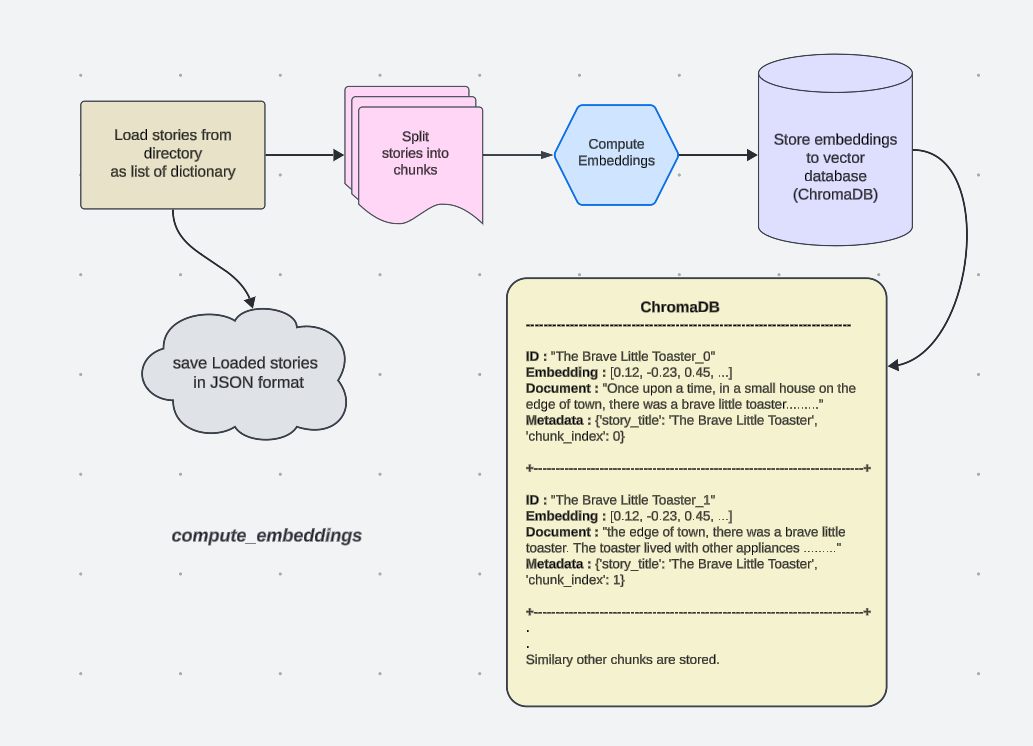 Load stories from
directory
as list of dictionary
Split
stories into
chunks
Compute
Embeddings
Store embeddings
to vector
database
(ChromaDB)
save Loaded stories
in JSON format
compute_embeddings
ChromaDB
--------------------------------------------------------------------------
ID : "The Brave Little Toaster_0"
Embedding : [0.12, -0.23, 0.45, ...]
Document : "Once upon a time, in a small house on the
edge of town, there was a brave little toaster........."
Metadata : {'story_title': 'The Brave Little Toaster',
'chunk_index': 0}
+--------------------------------------------------------------------------+
ID : "The Brave Little Toaster_1"
Embedding : [0.12, -0.23, 0.45, ...]
Document : "the edge of town, there was a brave little
toaster. The toaster lived with other appliances ........."
Metadata : {'story_title': 'The Brave Little Toaster',
'chunk_index': 1}
+--------------------------------------------------------------------------+
.
.
Similary other chunks are stored.